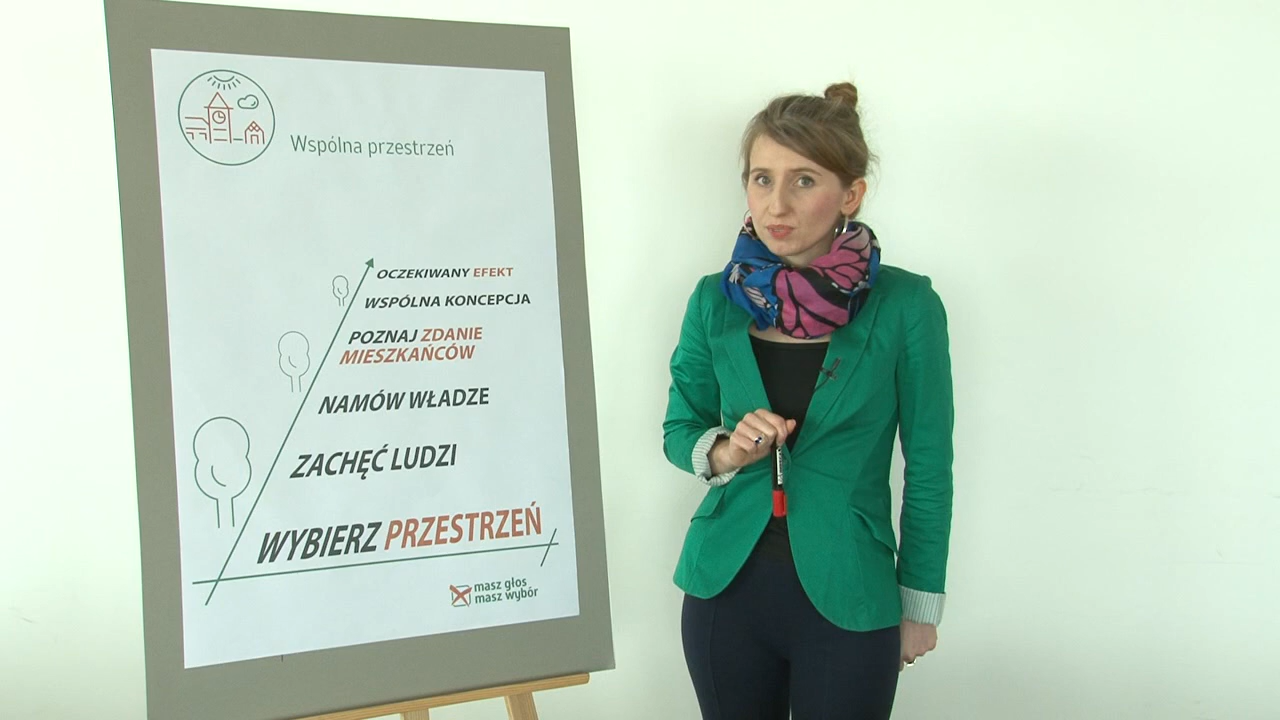 Wspólna przestrzeń
OCZEKIWANY EFEKT
WSPÓLNA KONCEPCJA
POZNAJ ZDANIE
MIESZKAŃCÓW
NAMÓW WŁADZE
ZACHĘĆ LUDZI
WYBIERZ PRZESTRZEŃ
masz głos
masz wybór